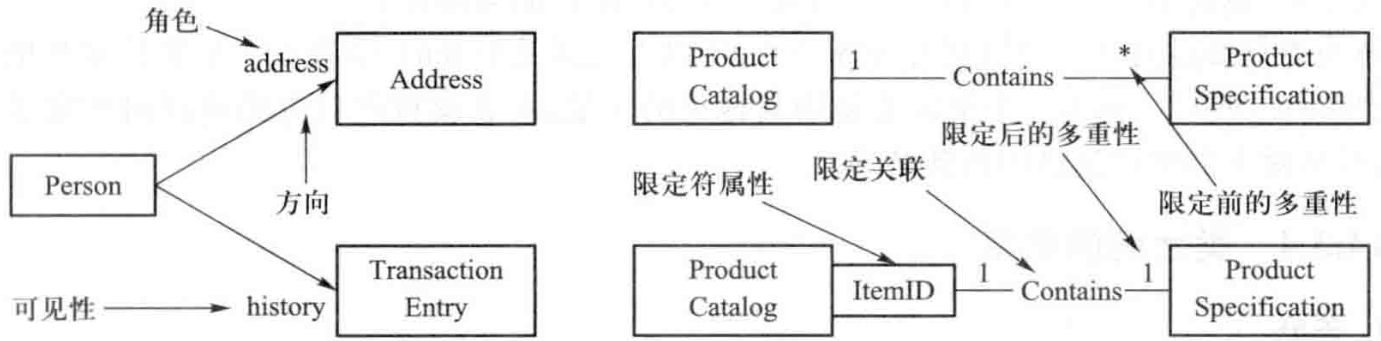 角色
address
Address
Person
方向
可见性
history
Transaction
Entry
Product
Catalog
1
Contains
*
Product
Specification
限定后的多重性
限定关联
限定符属性
限定前的多重性
Product
Catalog
ItemID
1
Contains
1
Product
Specification